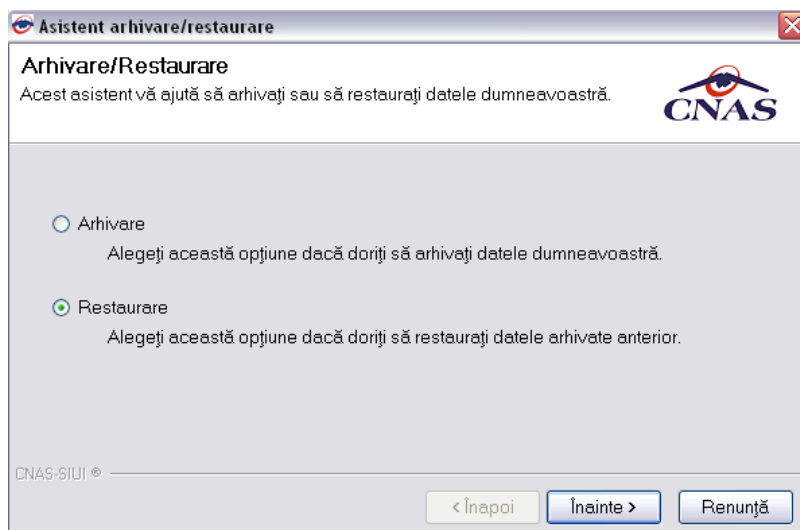 Asistent arhivare/restaurare
Arhivare/Restaurare
Acest asistent vă ajută să arhivaţi sau să restauraţi datele dumneavoastră.
CNAS
Arhivare
Alegeţi această opţiune dacă doriţi să arhivaţi datele dumneavoastră.
Restaurare
Alegeţi această opţiune dacă doriţi să restauraţi datele arhivate anterior.
CNAS-SIUI ®
< Înapoi
Înainte >
Renunţă